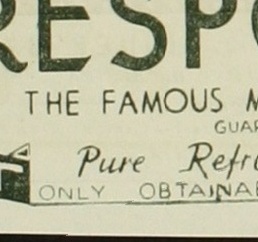 RESP
THE FAMOUS M
GUAR
Pure Refr
ONLY OBTAINA